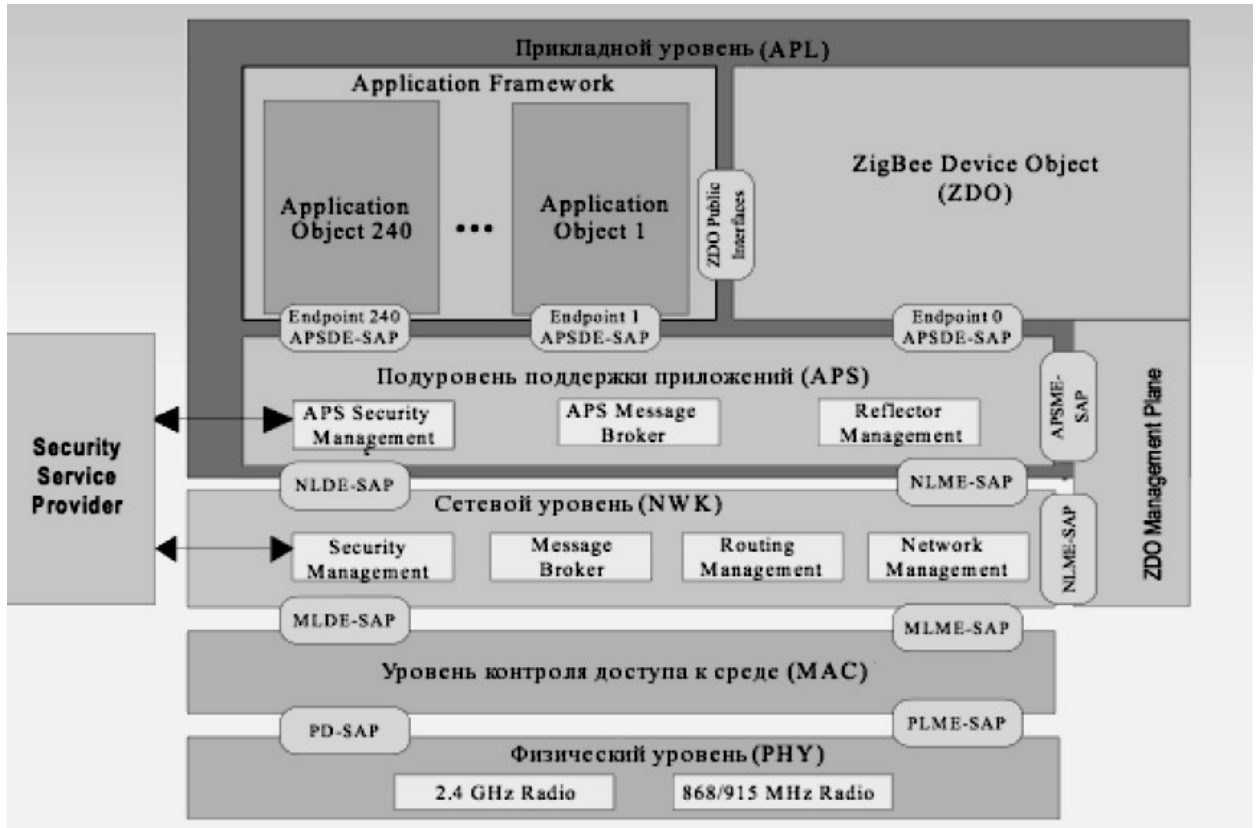 Прикладной уровень (APL)
Application Framework
Application
Object 240
•••
Application
Object 1
ZDO Public
Interfaces
ZigBee Device Object
(ZDO)
Endpoint 240
APSDE-SAP
Endpoint 1
APSDE-SAP
Endpoint 0
APSDE-SAP
Подуровень поддержки приложений (APS)
APS Security
Management
APS Message
Broker
Reflector
Management
APSME-
SAP
Security
Service
Provider
NLDE-SAP
NLME-SAP
Сетевой уровень (NWK)
Security
Management
Message
Broker
Routing
Management
Network
Management
NLME-SAP
ZDO Management Plane
MLDE-SAP
MLME-SAP
Уровень контроля доступа к среде (MAC)
PD-SAP
PLME-SAP
Физический уровень (PHY)
2.4 GHz Radio
868/915 MHz Radio